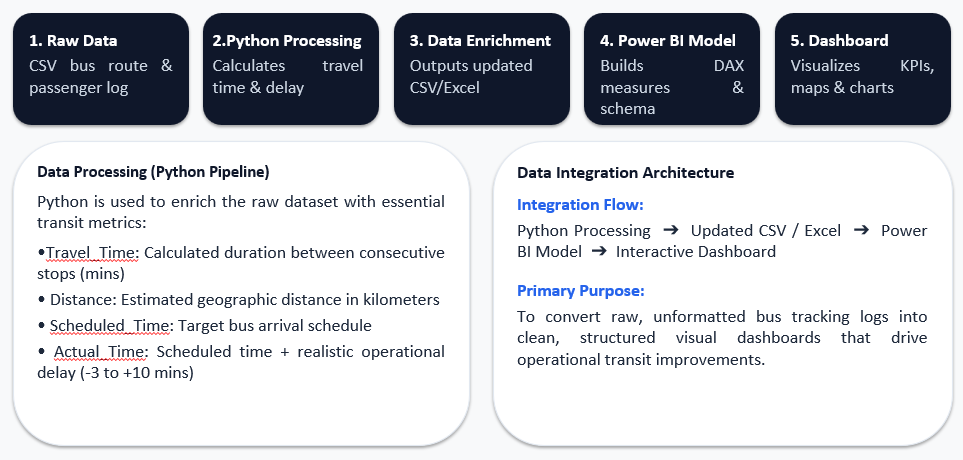 1. Raw Data
CSV bus route &
passenger log
2.Python Processing
Calculates travel
time & delay
3. Data Enrichment
Outputs updated
CSV/Excel
4. Power BI Model
Builds DAX
measures &
schema
5. Dashboard
Visualizes KPIs,
maps & charts
Data Processing (Python Pipeline)
Python is used to enrich the raw dataset with essential
transit metrics:
•Travel_Time: Calculated duration between consecutive
stops (mins)
• Distance: Estimated geographic distance in kilometers
• Scheduled_Time: Target bus arrival schedule
• Actual_Time: Scheduled time + realistic operational
delay (-3 to +10 mins)
Data Integration Architecture
Integration Flow:
Python Processing ➔ Updated CSV / Excel ➔ Power
BI Model ➔ Interactive Dashboard
Primary Purpose:
To convert raw, unformatted bus tracking logs into
clean, structured visual dashboards that drive
operational transit improvements.